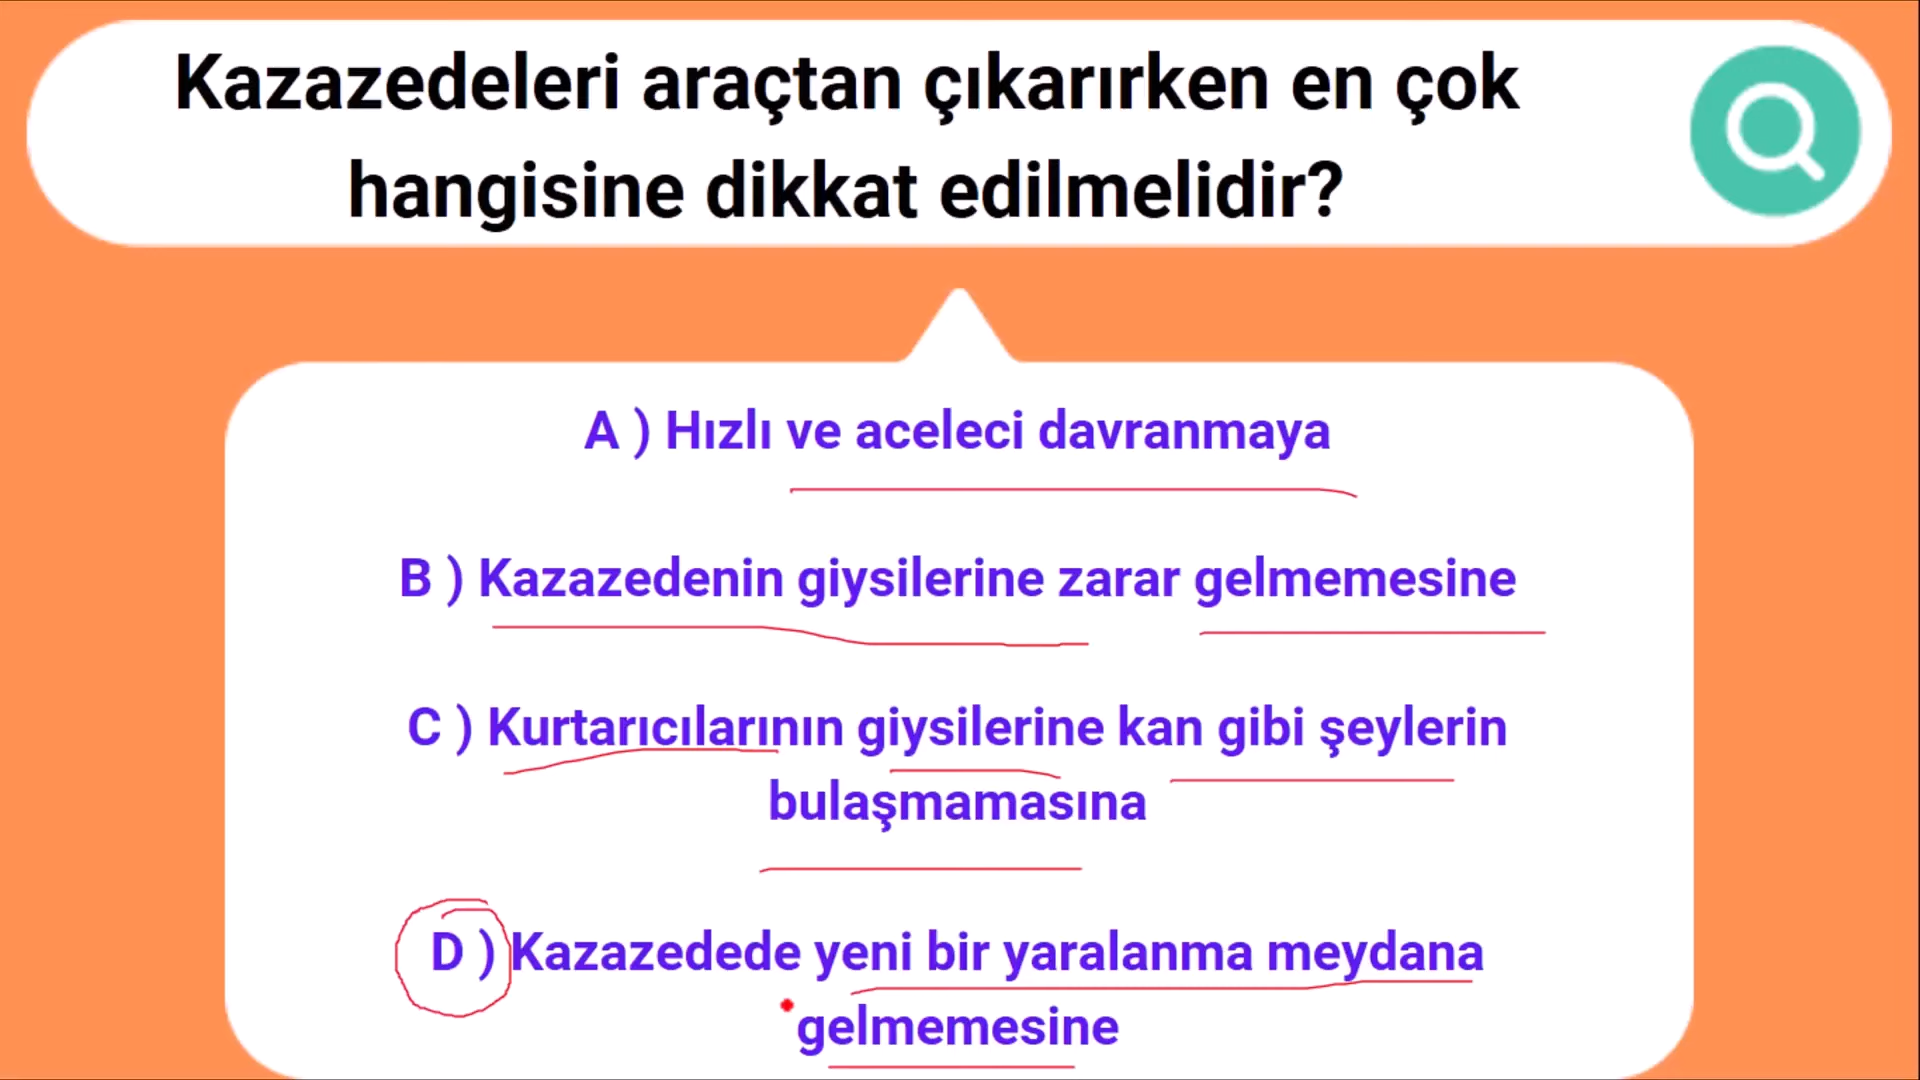 Kazazedeleri araçtan çıkarırken en çok
hangisine dikkat edilmelidir?
A ) Hızlı ve aceleci davranmaya
B ) Kazazedenin giysilerine zarar gelmemesine
C ) Kurtarıcılarının giysilerine kan gibi şeylerin
bulaşmamasına
D ) Kazazedede yeni bir yaralanma meydana
gelmemesine